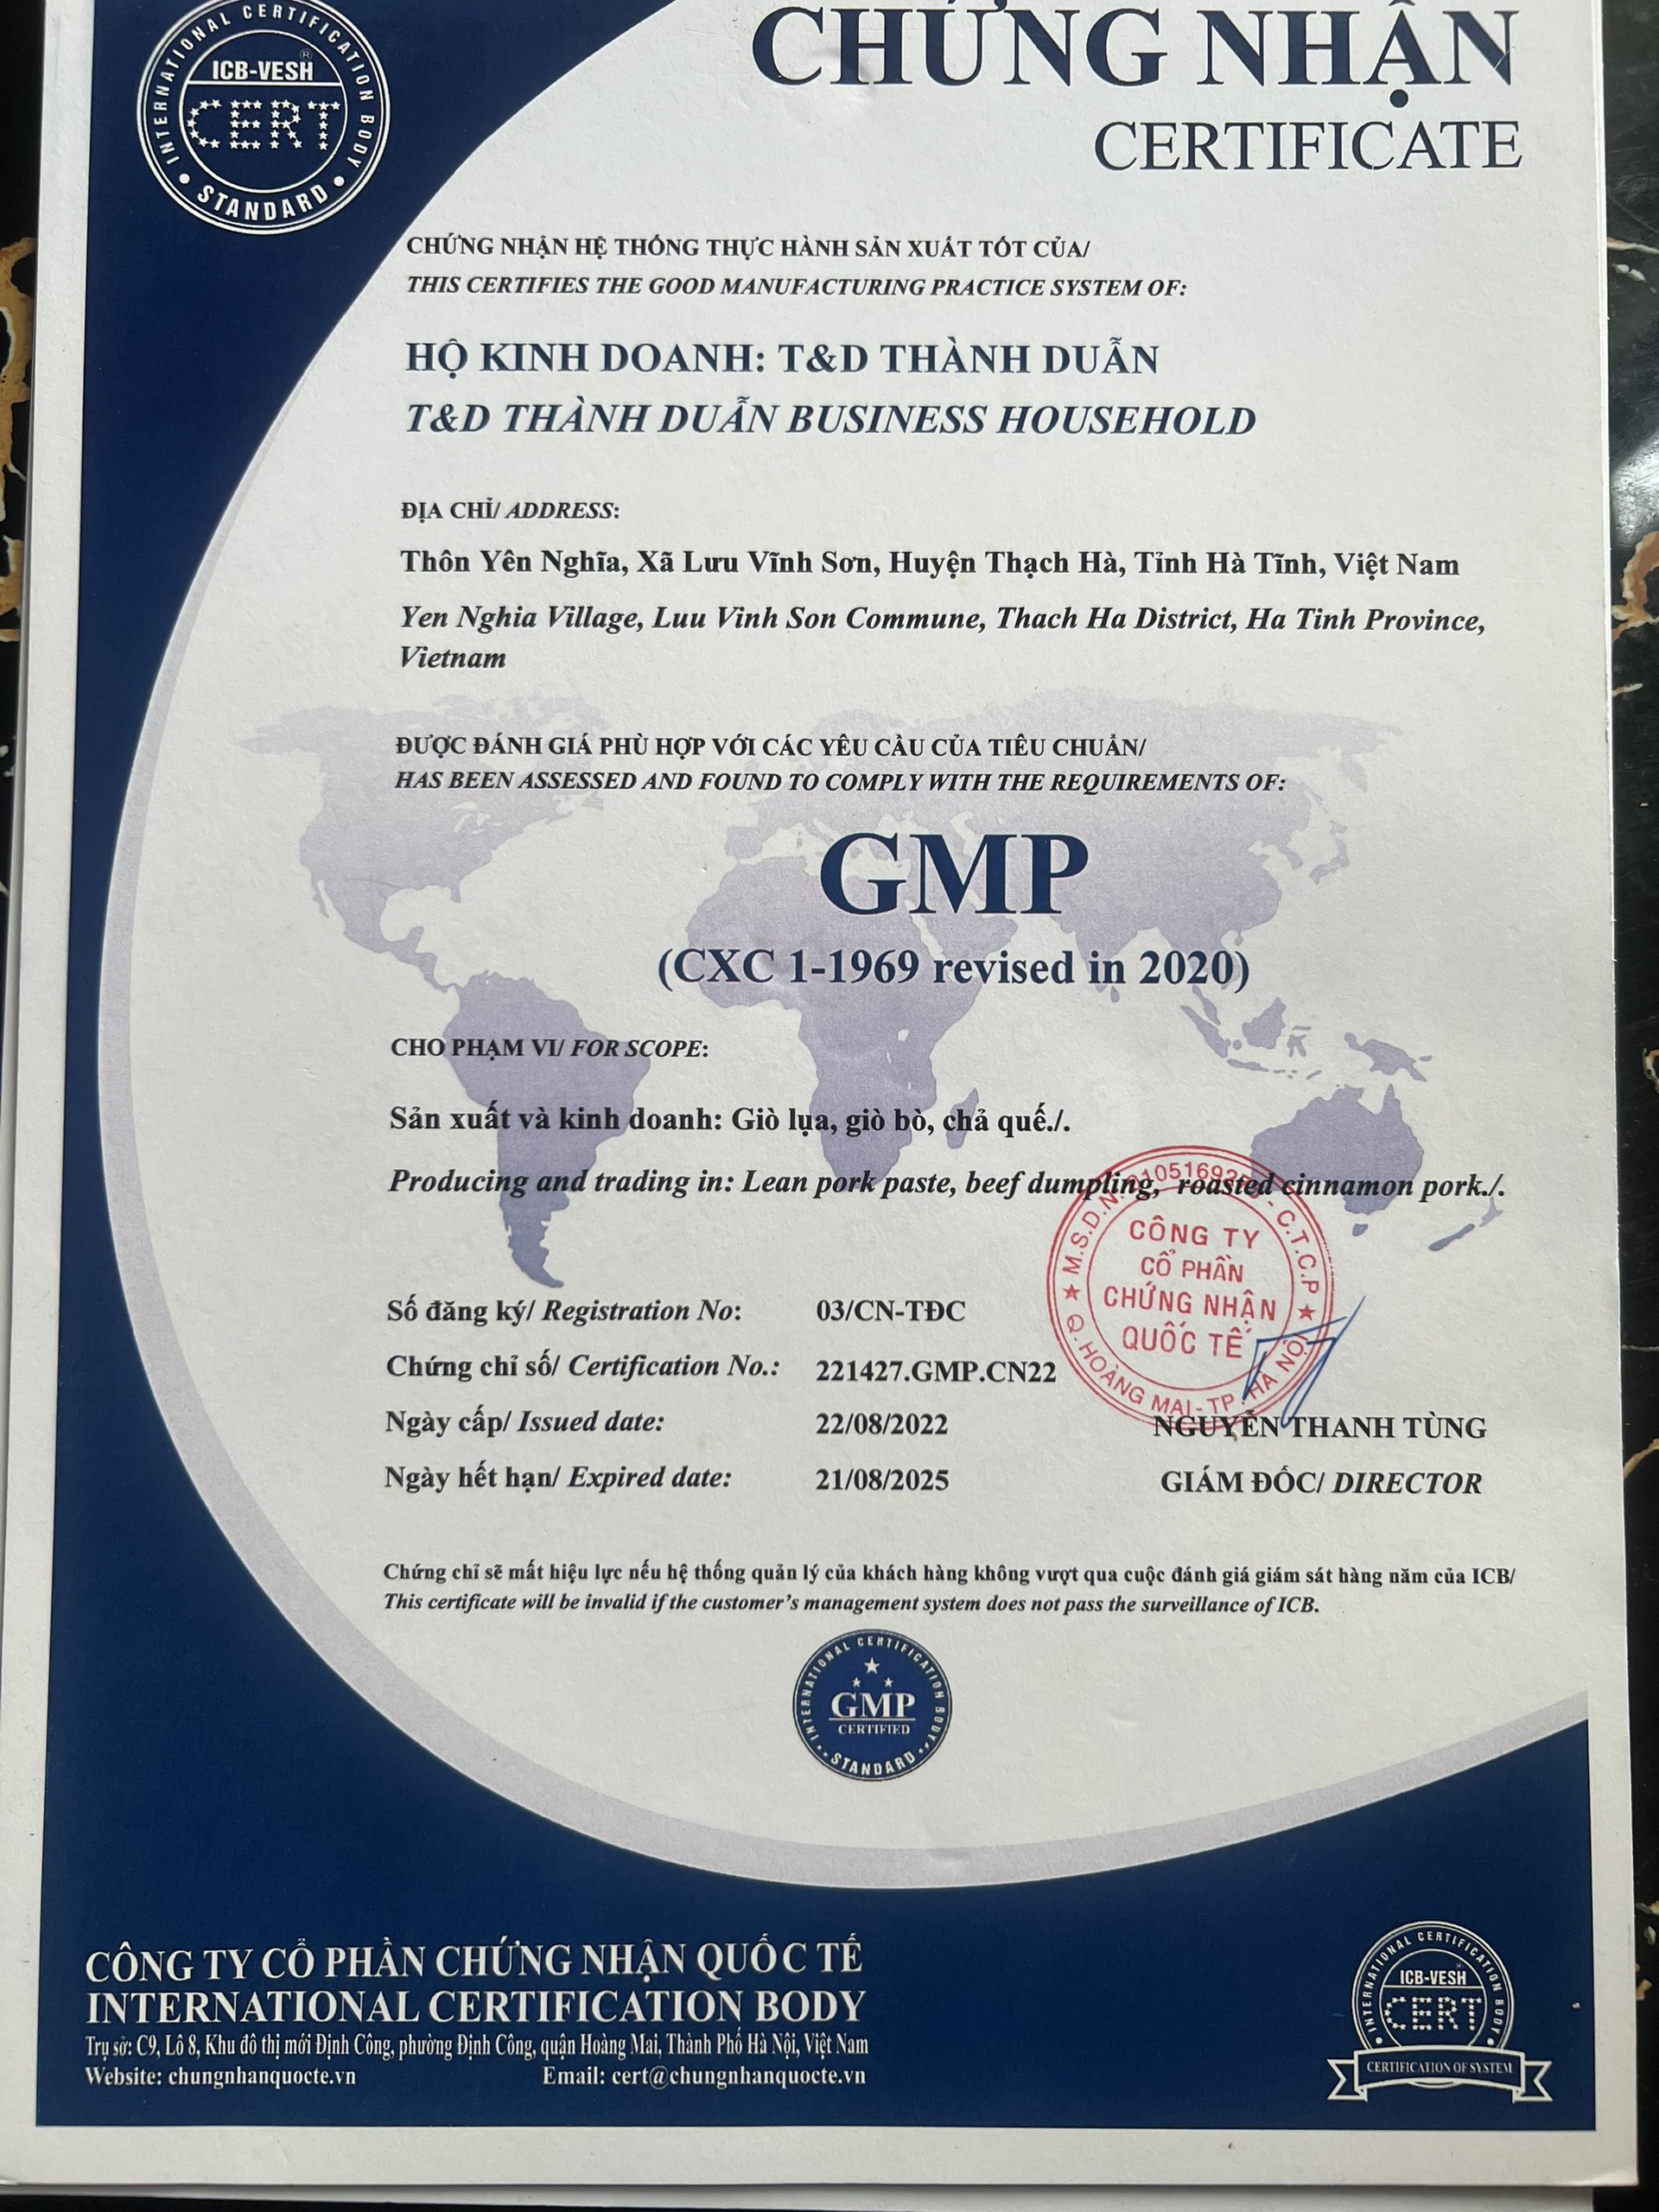 INTERNATIONAL CERTIFICATION BODY
ICB-VESH®
CERT
STANDARD
CHỨNG NHẬN
CERTIFICATE
CHỨNG NHẬN HỆ THỐNG THỰC HÀNH SẢN XUẤT TỐT CỦA/
THIS CERTIFIES THE GOOD MANUFACTURING PRACTICE SYSTEM OF:
HỘ KINH DOANH: T&D THÀNH DUẪN
T&D THÀNH DUẪN BUSINESS HOUSEHOLD
ĐỊA CHỈ/ ADDRESS:
Thôn Yên Nghĩa, Xã Lưu Vĩnh Sơn, Huyện Thạch Hà, Tỉnh Hà Tĩnh, Việt Nam
Yen Nghia Village, Luu Vinh Son Commune, Thach Ha District, Ha Tinh Province,
Vietnam
ĐƯỢC ĐÁNH GIÁ PHÙ HỢP VỚI CÁC YÊU CẦU CỦA TIÊU CHUẨN/
HAS BEEN ASSESSED AND FOUND TO COMPLY WITH THE REQUIREMENTS OF:
GMP
(CXC 1-1969 revised in 2020)
CHO PHẠM VI/ FOR SCOPE:
Sản xuất và kinh doanh: Giò lụa, giò bò, chả quế./.
Producing and trading in: Lean pork paste, beef dumpling, roasted cinnamon pork./.
M.S.D.N: - C.T.C.P
CÔNG TY
CỔ PHẦN
CHỨNG NHẬN
QUỐC TẾ
Q. HOÀNG MAI - TP. HÀ NỘI
Số đăng ký/ Registration No: 03/CN-TĐC
Chứng chỉ số/ Certification No.: 221427.GMP.CN22
Ngày cấp/ Issued date: 22/08/2022
NGUYỄN THANH TÙNG
Ngày hết hạn/ Expired date: 21/08/2025
GIÁM ĐỐC/ DIRECTOR
Chứng chỉ sẽ mất hiệu lực nếu hệ thống quản lý của khách hàng không vượt qua cuộc đánh giá giám sát hàng năm của ICB/
This certificate will be invalid if the customer's management system does not pass the surveillance of ICB.
INTERNATIONAL CERTIFICATION BODY
GMP
CERTIFIED
STANDARD
CÔNG TY CỔ PHẦN CHỨNG NHẬN QUỐC TẾ
INTERNATIONAL CERTIFICATION BODY
Trụ sở: C9, Lô 8, Khu đô thị mới Định Công, phường Định Công, quận Hoàng Mai, Thành Phố Hà Nội, Việt Nam
Website: chungnhanquocte.vn Email: cert@chungnhanquocte.vn
INTERNATIONAL CERTIFICATION BODY
ICB-VESH
CERT
CERTIFICATION OF SYSTEM